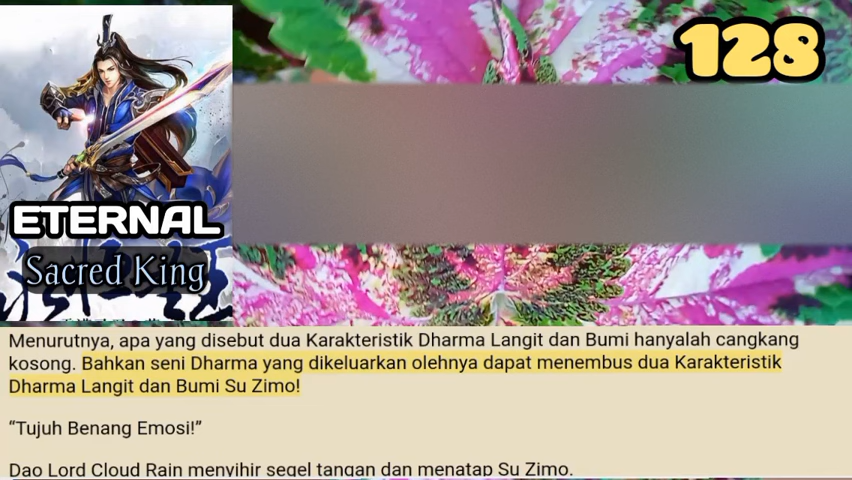 128
ETERNAL
Sacred King
Menurutnya, apa yang disebut dua Karakteristik Dharma Langit dan Bumi hanyalah cangkang
kosong. Bahkan seni Dharma yang dikeluarkan olehnya dapat menembus dua Karakteristik
Dharma Langit dan Bumi Su Zimo!
“Tujuh Benang Emosi!”
Dao Lord Cloud Rain menyihir segel tangan dan menatap Su Zimo.